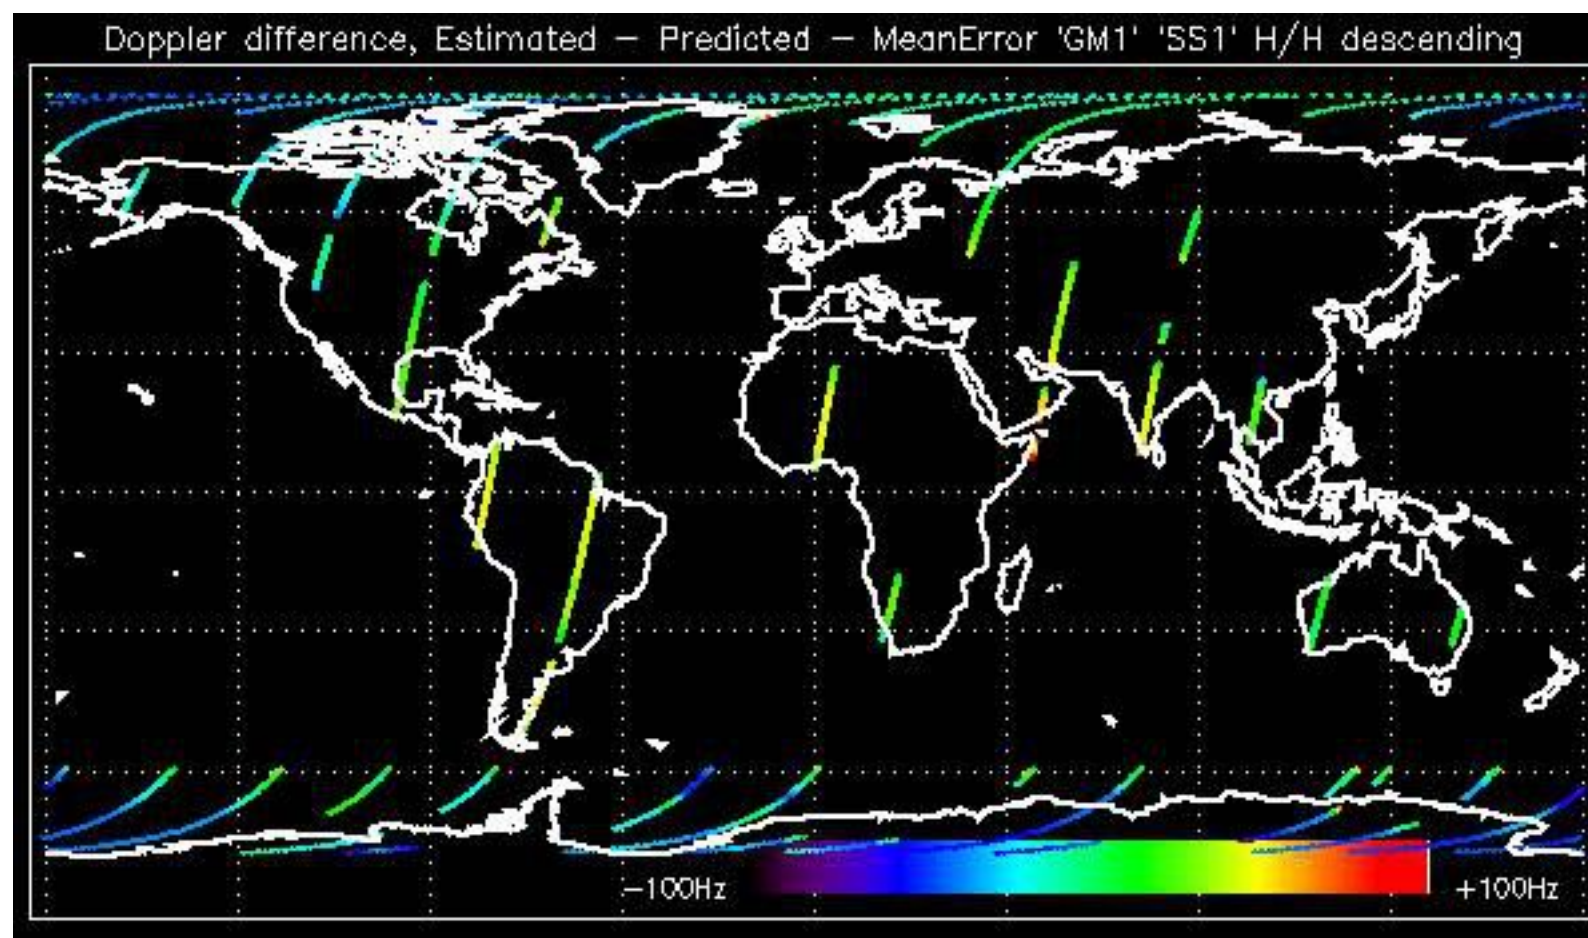 Doppler difference, Estimated – Predicted – MeanError 'GM1' 'SS1' H/H descending
–100Hz +100Hz